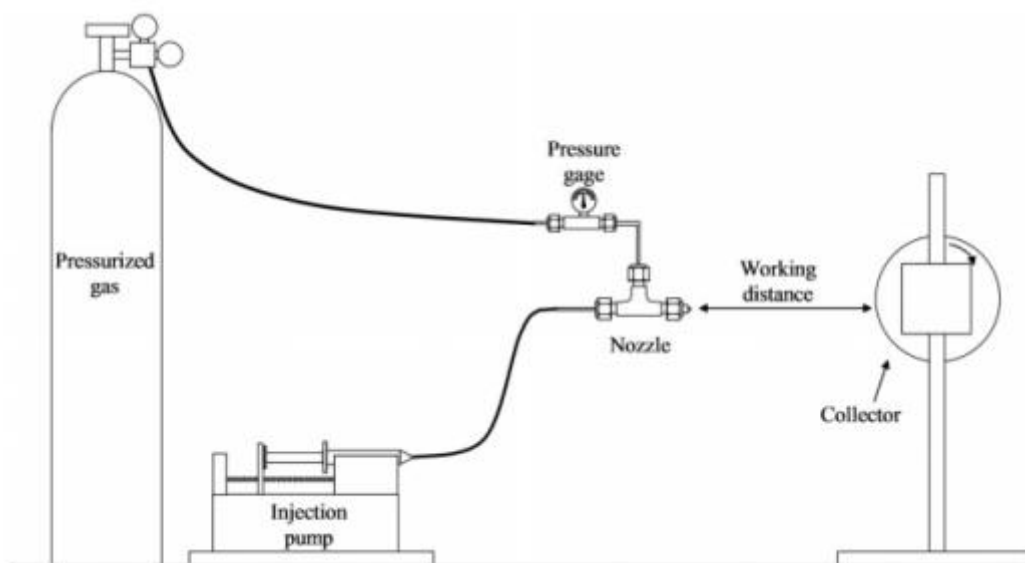 Pressure
gage
Pressurized
gas
Working
distance
Nozzle
Collector
Injection
pump